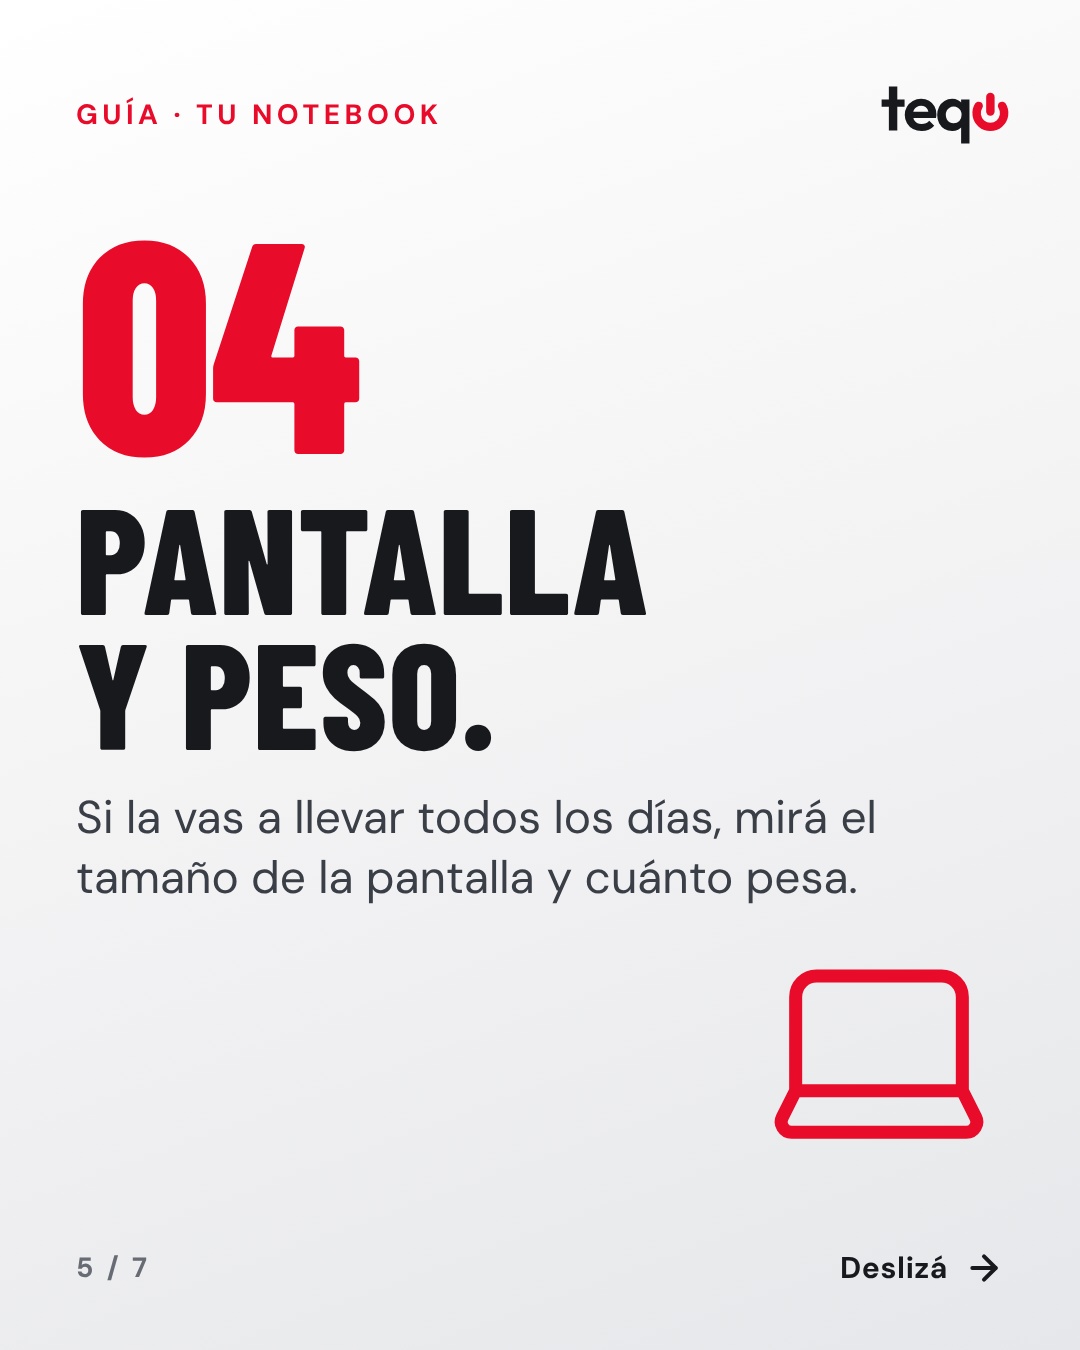 GUÍA · TU NOTEBOOK
teqo
04
PANTALLA
Y PESO.
Si la vas a llevar todos los días, mirá el
tamaño de la pantalla y cuánto pesa.
5 / 7
Deslizá →